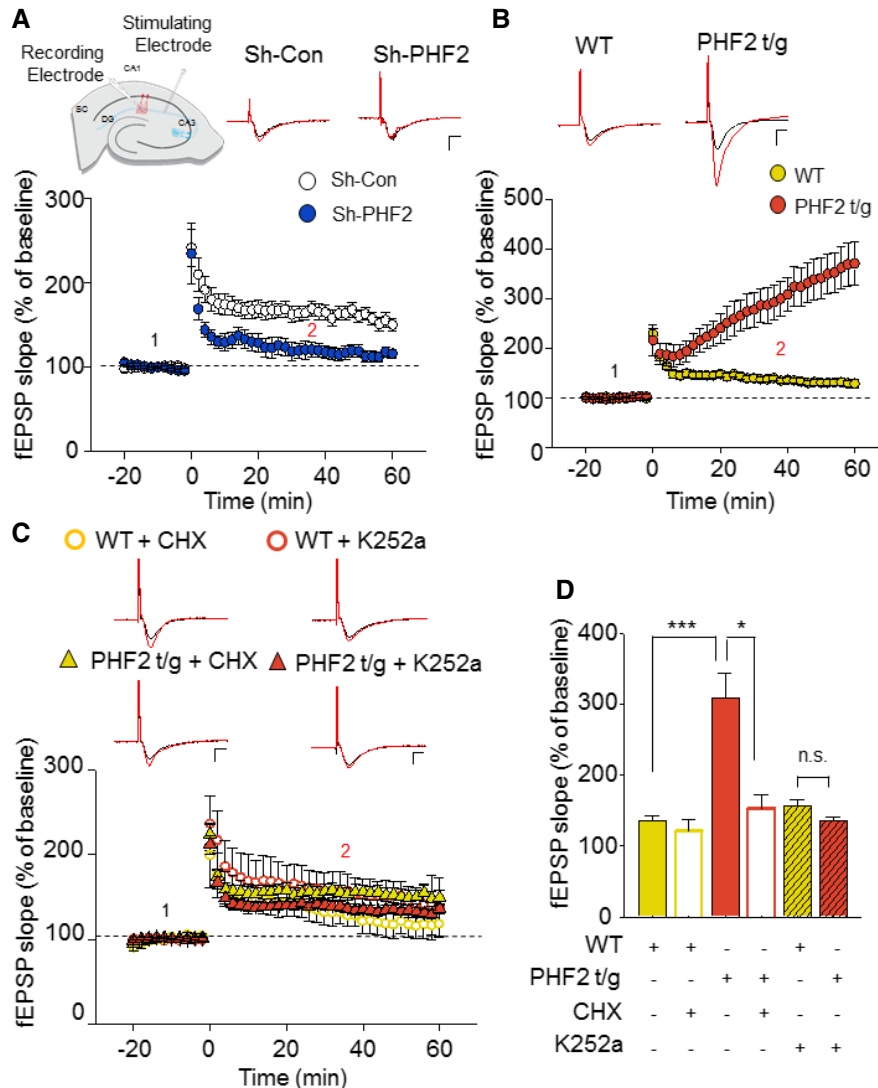 A
Stimulating
Electrode
Recording
Electrode
CA1
SC
DG
CA3
Sh-Con
Sh-PHF2
Sh-Con
Sh-PHF2
fEPSP slope (% of baseline)
300
200
100
0
1
2
-20
0
20
40
60
Time (min)
B
WT
PHF2 t/g
WT
PHF2 t/g
fEPSP slope (% of baseline)
500
400
300
200
100
0
1
2
-20
0
20
40
60
Time (min)
C
WT + CHX
WT + K252a
PHF2 t/g + CHX
PHF2 t/g + K252a
fEPSP slope (% of baseline)
300
200
100
0
1
2
-20
0
20
40
60
Time (min)
D
fEPSP slope (% of baseline)
400
300
200
100
0
***
*
n.s.
WT + + - - + -
PHF2 t/g - - + + - +
CHX - + - + - -
K252a - - - - + +